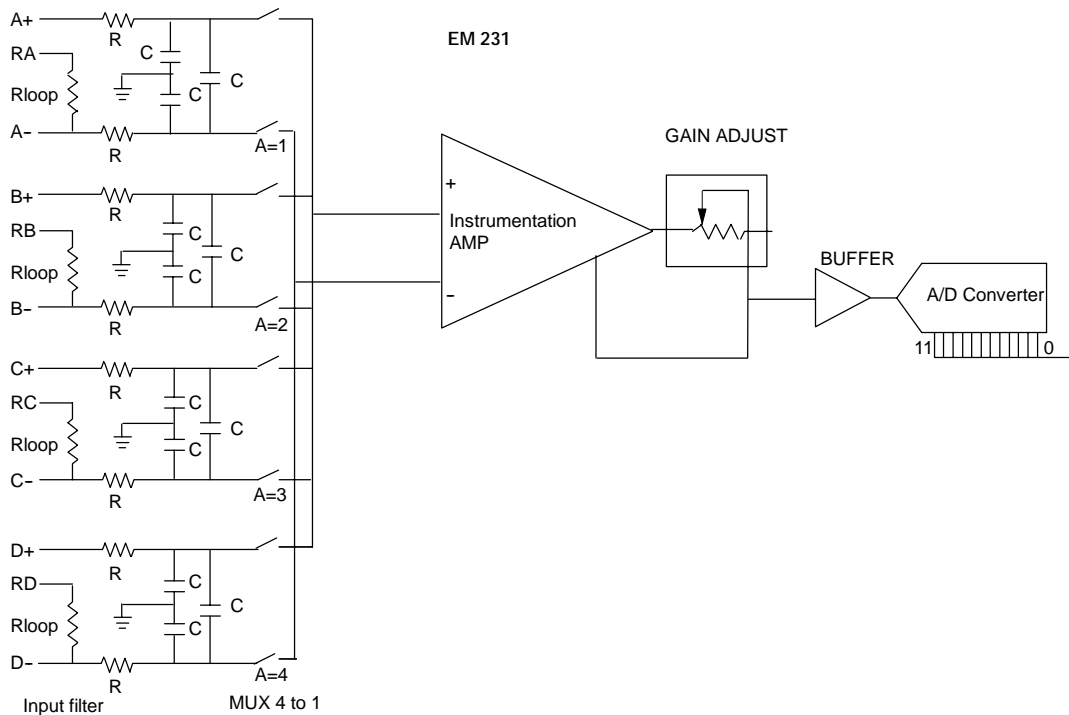 A+
R
EM 231
RA
C
Rloop
C
C
A−
R
A=1
GAIN ADJUST
B+
R
+
RB
C
Instrumentation
AMP
Rloop
C
C
BUFFER
B−
R
A=2
−
A/D Converter
11
0
C+
R
RC
C
C
Rloop
C
C−
R
A=3
D+
R
RD
C
C
Rloop
C
D−
R
A=4
Input filter
MUX 4 to 1